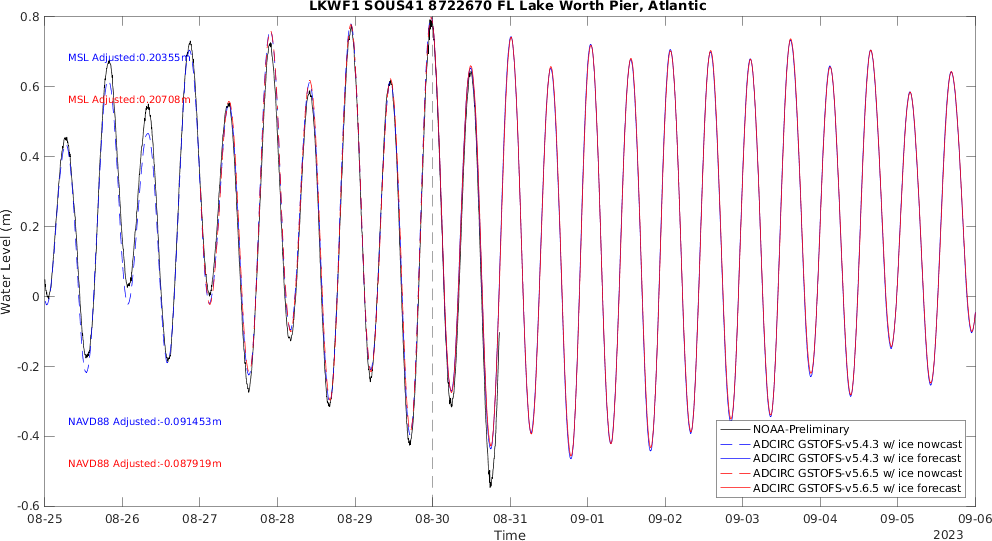 LKWF1 SOUS41 8722670 FL Lake Worth Pier, Atlantic
0.8
0.6
0.4
0.2
0
-0.2
-0.4
-0.6
Water Level (m)
MSL Adjusted:0.20355m
MSL Adjusted:0.20708m
NAVD88 Adjusted:-0.091453m
NAVD88 Adjusted:-0.087919m
NOAA-Preliminary
ADCIRC GSTOFS-v5.4.3 w/ ice nowcast
ADCIRC GSTOFS-v5.4.3 w/ ice forecast
ADCIRC GSTOFS-v5.6.5 w/ ice nowcast
ADCIRC GSTOFS-v5.6.5 w/ ice forecast
08-25 08-26 08-27 08-28 08-29 08-30 08-31 09-01 09-02 09-03 09-04 09-05 09-06
Time
2023